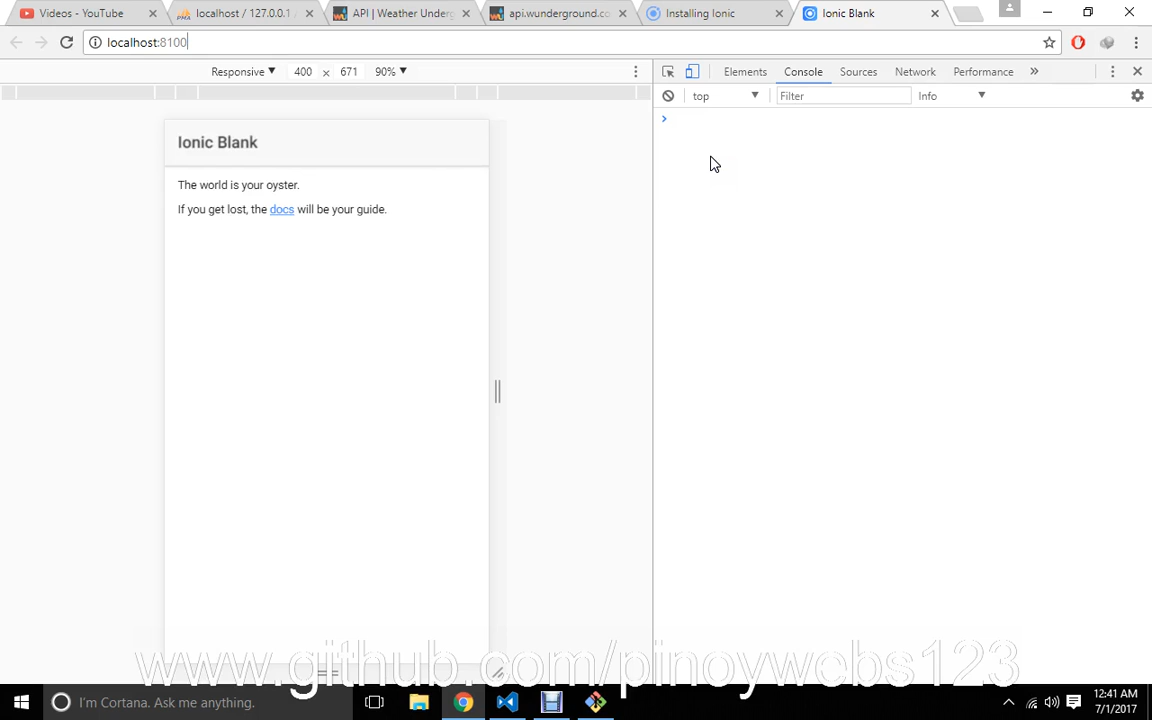 Videos - YouTube
localhost / 127.0.0.1 /
API | Weather Underg
api.wunderground.co
Installing Ionic
Ionic Blank
localhost:8100
Responsive ▼ 400 × 671 90% ▼
Elements Console Sources Network Performance »
top ▼ Filter Info ▼
Ionic Blank
The world is your oyster.
If you get lost, the docs will be your guide.
www.github.com/pinoywebs123
I'm Cortana. Ask me anything.
12:41 AM
7/1/2017